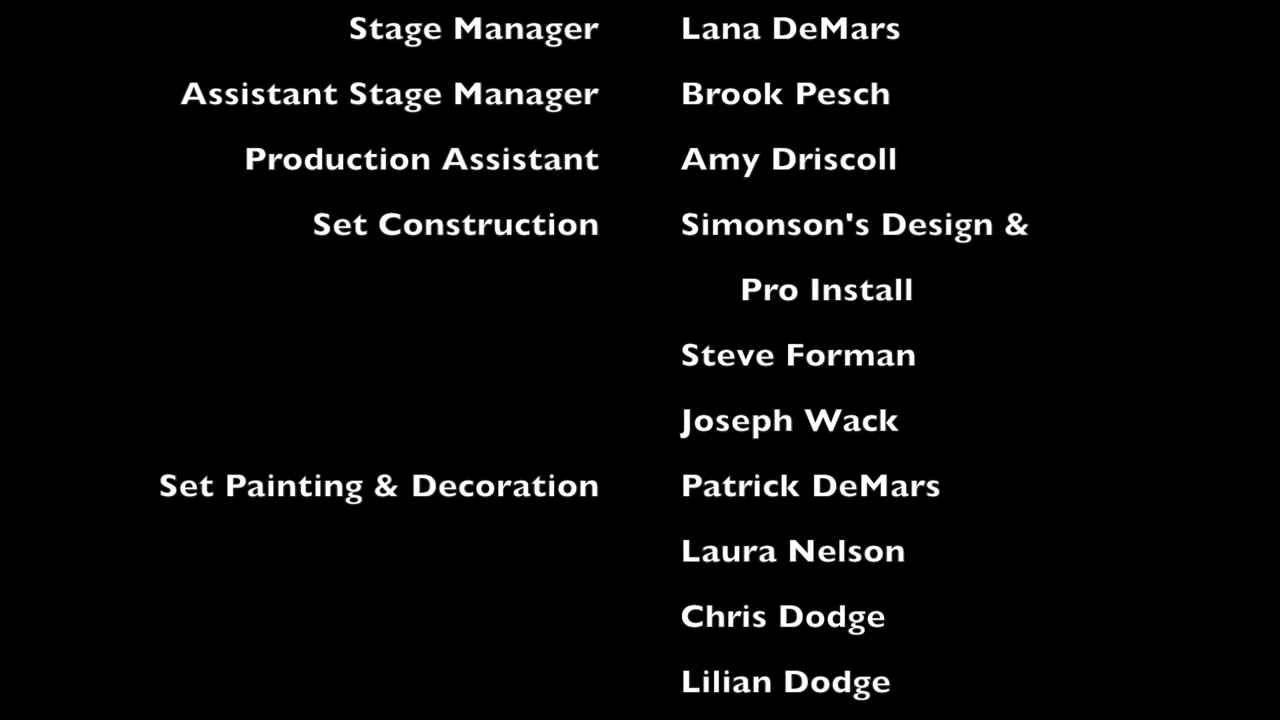 Stage Manager Lana DeMars
Assistant Stage Manager Brook Pesch
Production Assistant Amy Driscoll
Set Construction Simonson's Design &
Pro Install
Steve Forman
Joseph Wack
Set Painting & Decoration Patrick DeMars
Laura Nelson
Chris Dodge
Lilian Dodge